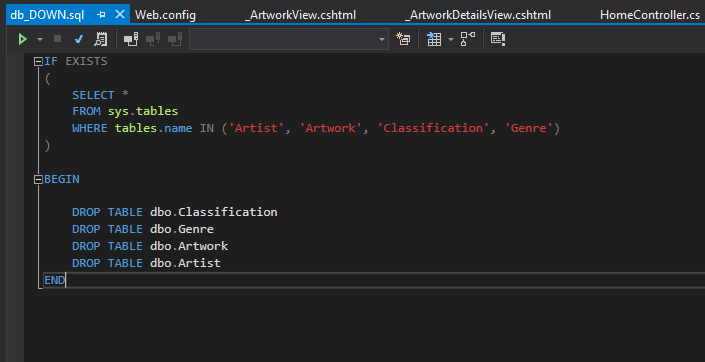 db_DOWN.sql Web.config _ArtworkView.cshtml _ArtworkDetailsView.cshtml HomeController.cs
IF EXISTS
(
SELECT *
FROM sys.tables
WHERE tables.name IN ('Artist', 'Artwork', 'Classification', 'Genre')
)
BEGIN
DROP TABLE dbo.Classification
DROP TABLE dbo.Genre
DROP TABLE dbo.Artwork
DROP TABLE dbo.Artist
END